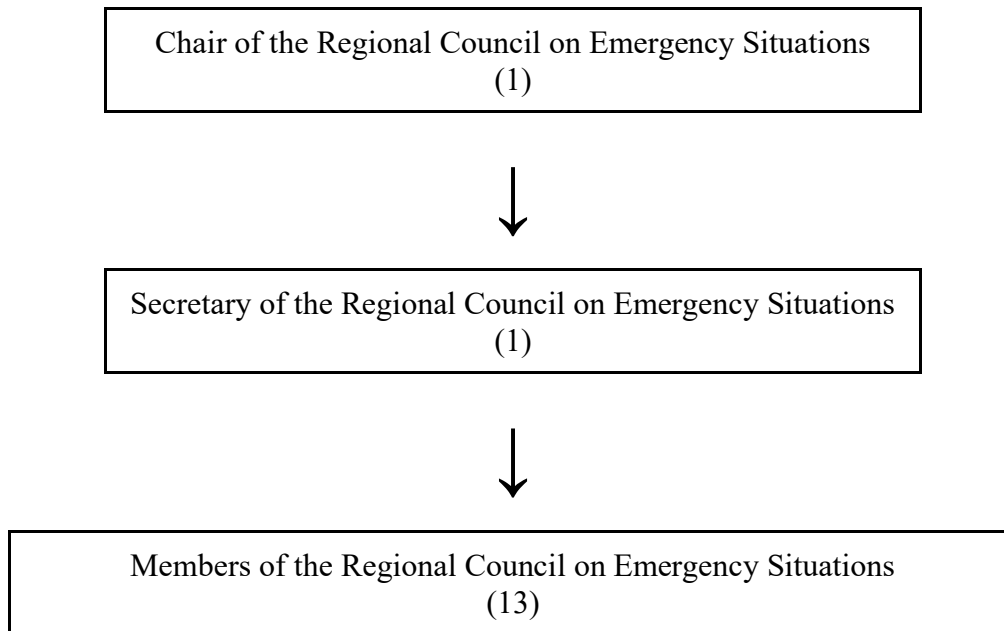 Chair of the Regional Council on Emergency Situations
(1)
Secretary of the Regional Council on Emergency Situations
(1)
Members of the Regional Council on Emergency Situations
(13)